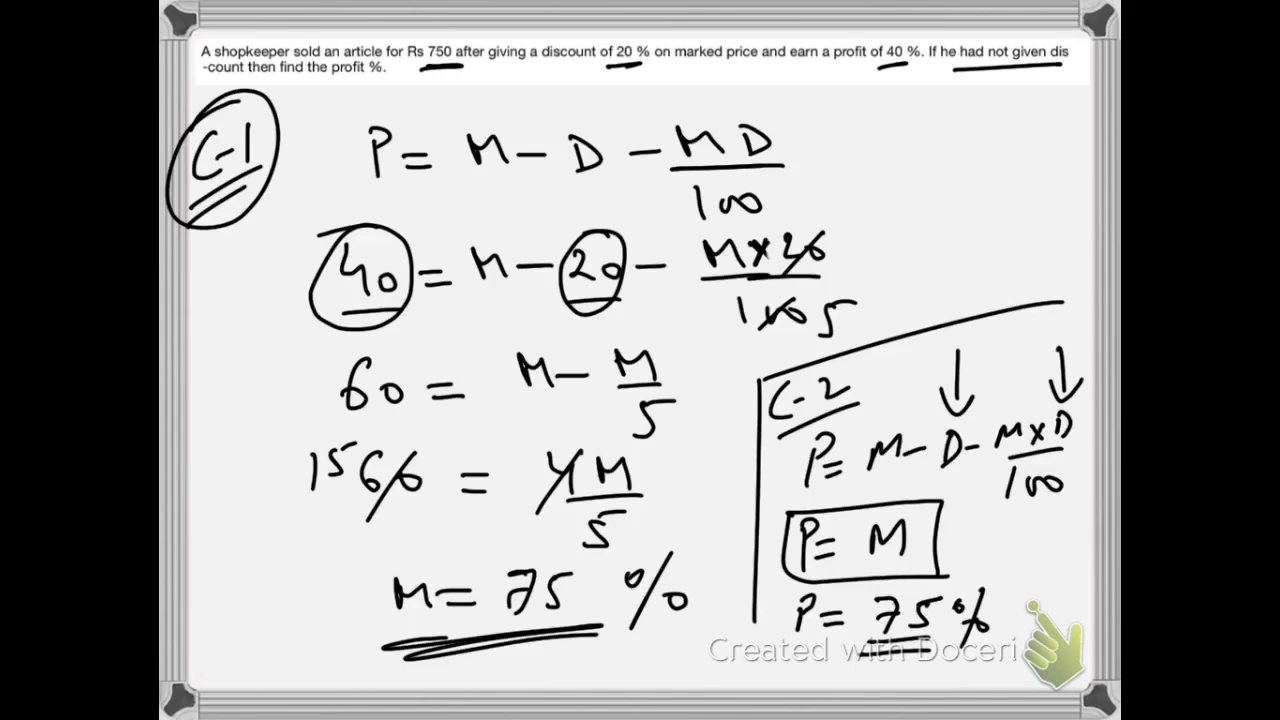 A shopkeeper sold an article for Rs 750 after giving a discount of 20 % on marked price and earn a profit of 40 %. If he had not given dis
-count then find the profit %.
C-1
P = M - D - MD/100
40 = M - 20 - M×20/100 5
60 = M - M/5
15 60 = 4M/5
M = 75 %
C-2
P = M - D - M×D/100
P = M
P = 75 %
Created with Doceri